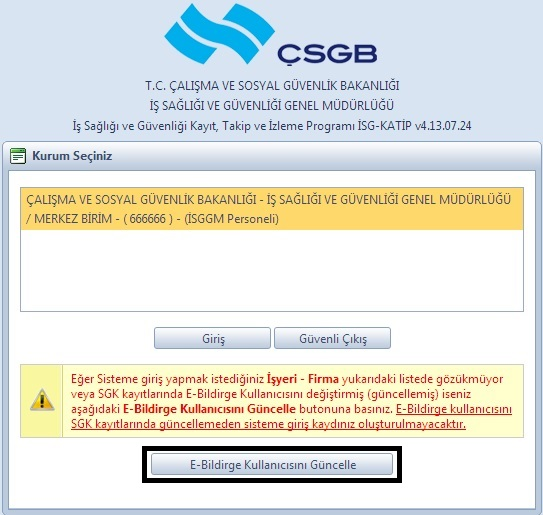 ÇSGB
T.C. ÇALIŞMA VE SOSYAL GÜVENLİK BAKANLIĞI
İŞ SAĞLIĞI VE GÜVENLİĞİ GENEL MÜDÜRLÜĞÜ
İş Sağlığı ve Güvenliği Kayıt, Takip ve İzleme Programı İSG-KATİP v4.13.07.24
Kurum Seçiniz
ÇALIŞMA VE SOSYAL GÜVENLİK BAKANLIĞI - İŞ SAĞLIĞI VE GÜVENLİĞİ GENEL MÜDÜRLÜĞÜ
/ MERKEZ BİRİM - ( 666666 ) - (İSGGM Personeli)
Giriş
Güvenli Çıkış
Eğer Sisteme giriş yapmak istediğiniz İşyeri - Firma yukarıdaki listede gözükmüyor
veya SGK kayıtlarında E-Bildirge Kullanıcısını değiştirmiş (güncellemiş) iseniz
aşağıdaki E-Bildirge Kullanıcısını Güncelle butonuna basınız. E-Bildirge kullanıcısını
SGK kayıtlarında güncellemeden sisteme giriş kaydınız oluşturulmayacaktır.
E-Bildirge Kullanıcısını Güncelle